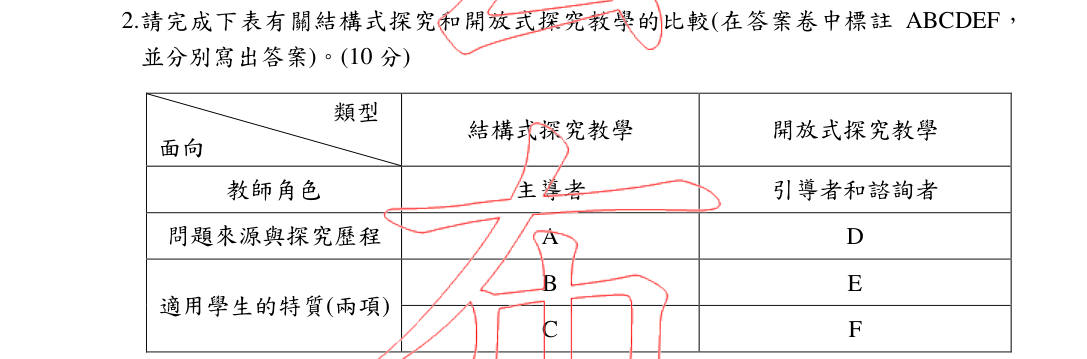 2.請完成下表有關結構式探究和開放式探究教學的比較(在答案卷中標註 ABCDEF，
並分別寫出答案)。(10 分)
類型
面向
結構式探究教學
開放式探究教學
教師角色
主導者
引導者和諮詢者
問題來源與探究歷程
A
D
適用學生的特質(兩項)
B
E
C
F